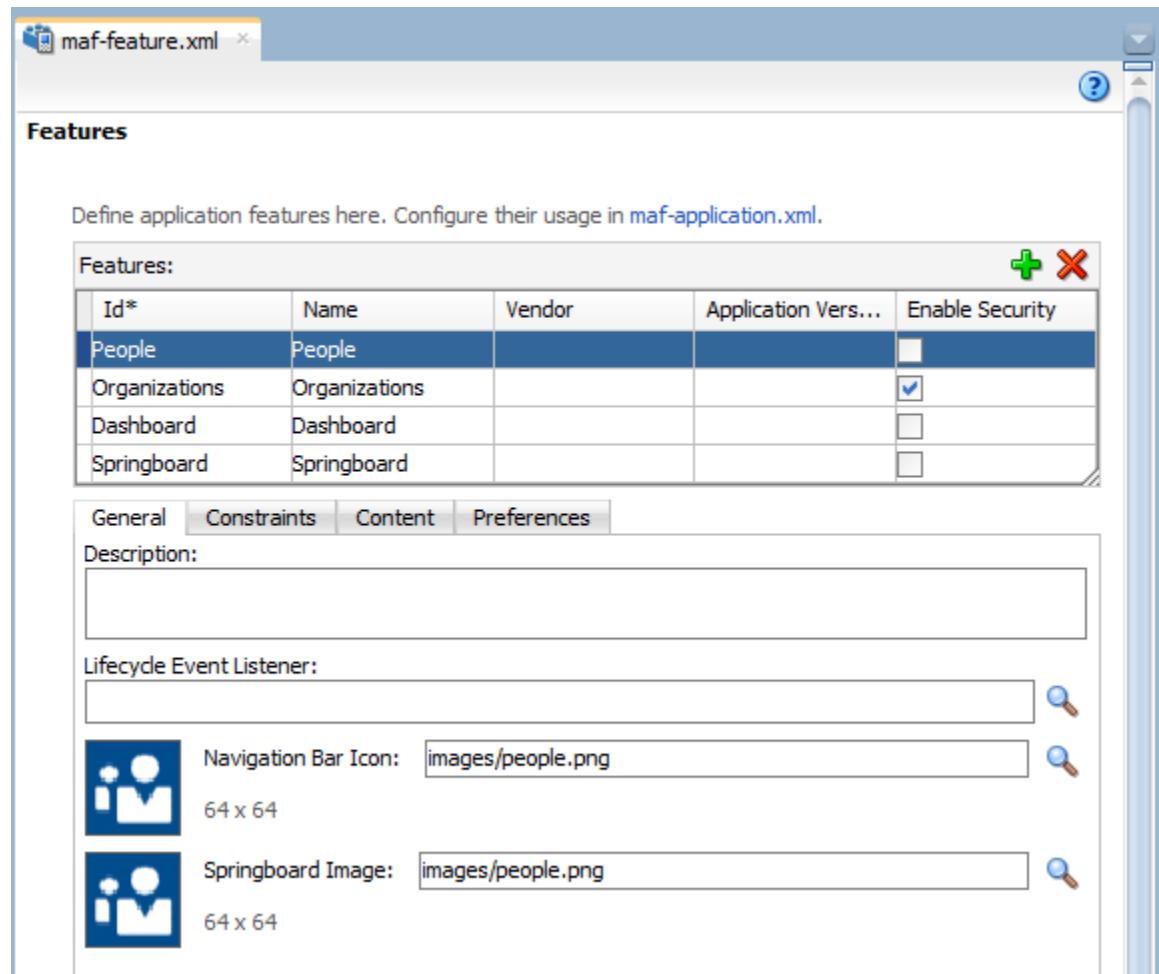 maf-feature.xml
Features
Define application features here. Configure their usage in maf-application.xml.
Features:
Id* Name Vendor Application Vers... Enable Security
People People
Organizations Organizations
Dashboard Dashboard
Springboard Springboard
General Constraints Content Preferences
Description:
Lifecycle Event Listener:
Navigation Bar Icon: images/people.png
64 x 64
Springboard Image: images/people.png
64 x 64